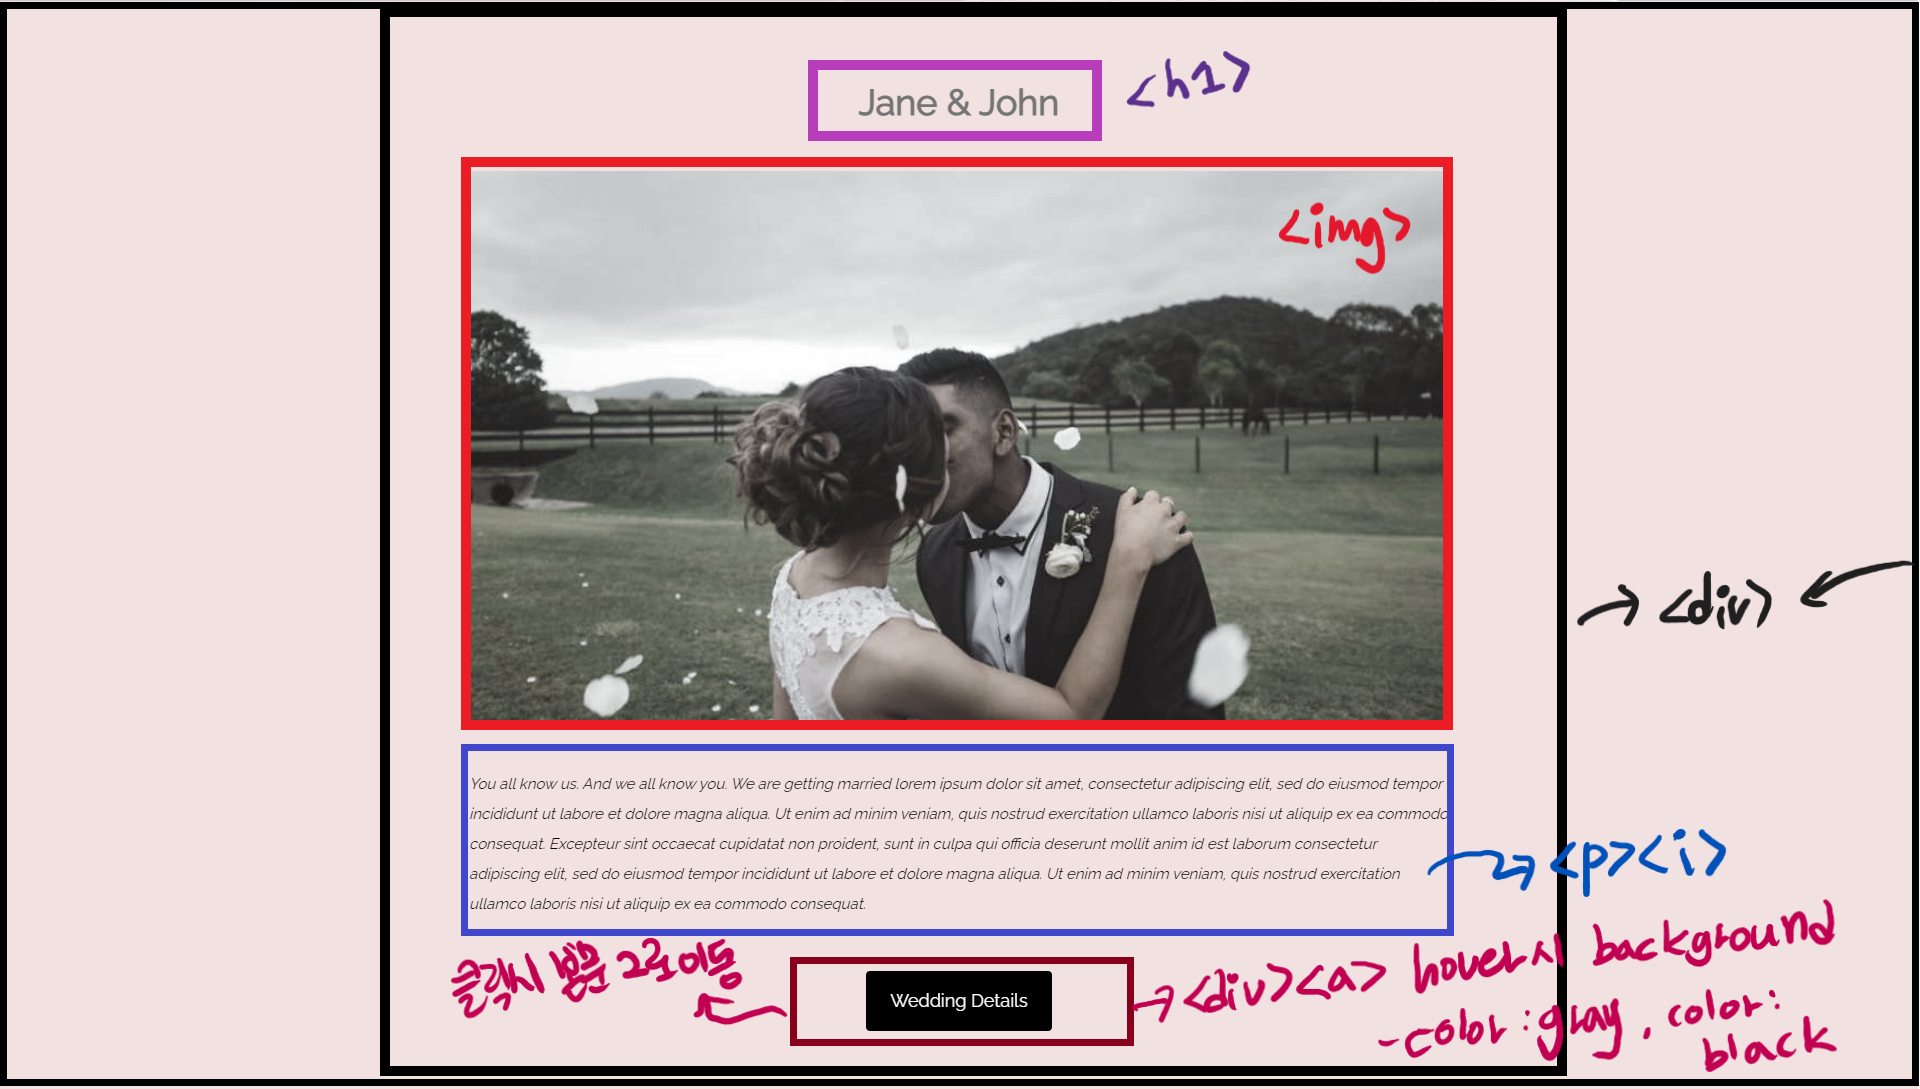 Jane & John
<h1>
<img>
<div>
You all know us. And we all know you. We are getting married lorem ipsum dolor sit amet, consectetur adipiscing elit, sed do eiusmod tempor
incididunt ut labore et dolore magna aliqua. Ut enim ad minim veniam, quis nostrud exercitation ullamco laboris nisi ut aliquip ex ea commodo
consequat. Excepteur sint occaecat cupidatat non proident, sunt in culpa qui officia deserunt mollit anim id est laborum consectetur
adipiscing elit, sed do eiusmod tempor incididunt ut labore et dolore magna aliqua. Ut enim ad minim veniam, quis nostrud exercitation
ullamco laboris nisi ut aliquip ex ea commodo consequat.
<p><i>
클릭시 2로 이동
Wedding Details
<div><a> hover시 background
-color : gray, color :
black